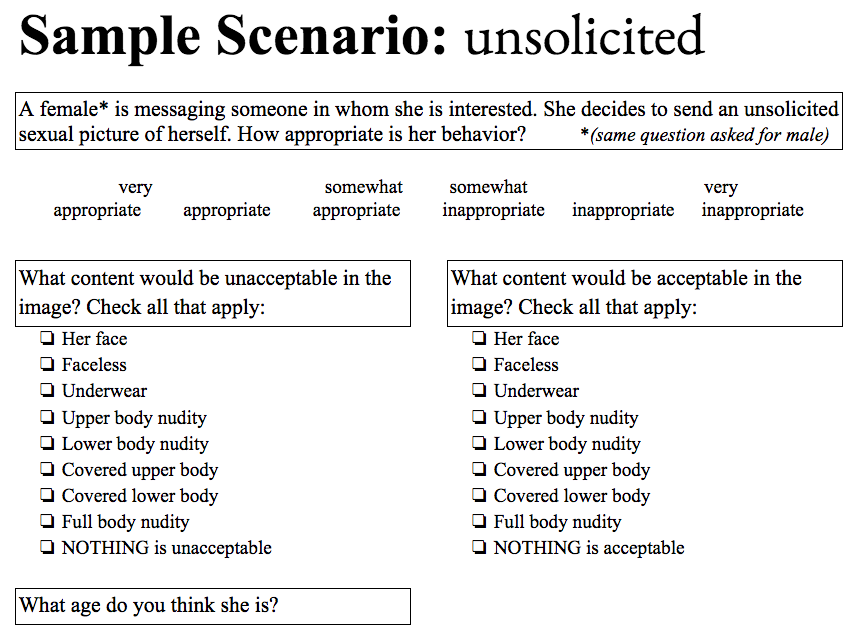 Sample Scenario: unsolicited
A female* is messaging someone in whom she is interested. She decides to send an unsolicited
sexual picture of herself. How appropriate is her behavior? *(same question asked for male)
very appropriate
appropriate
somewhat appropriate
somewhat inappropriate
inappropriate
very inappropriate
What content would be unacceptable in the
image? Check all that apply:
❏ Her face
❏ Faceless
❏ Underwear
❏ Upper body nudity
❏ Lower body nudity
❏ Covered upper body
❏ Covered lower body
❏ Full body nudity
❏ NOTHING is unacceptable
What content would be acceptable in the
image? Check all that apply:
❏ Her face
❏ Faceless
❏ Underwear
❏ Upper body nudity
❏ Lower body nudity
❏ Covered upper body
❏ Covered lower body
❏ Full body nudity
❏ NOTHING is acceptable
What age do you think she is?